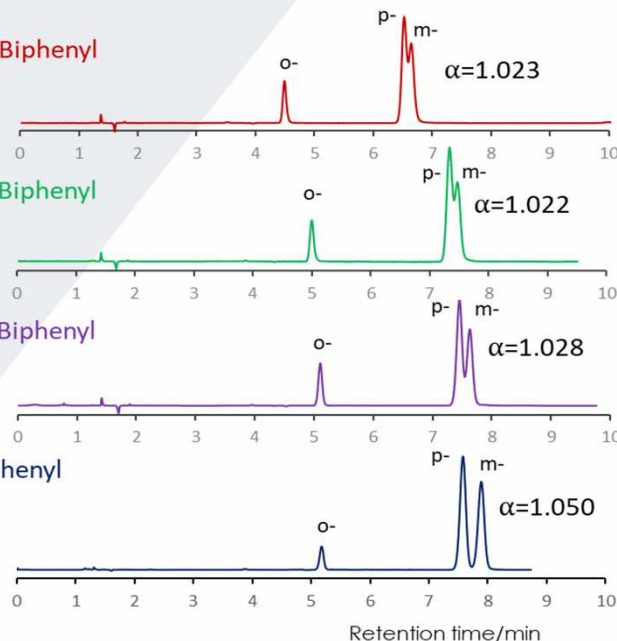 Biphenyl
o-
p-
m-
α=1.023
0 1 2 3 4 5 6 7 8 9 10
Biphenyl
o-
p-
m-
α=1.022
0 1 2 3 4 5 6 7 8 9 10
Biphenyl
o-
p-
m-
α=1.028
0 1 2 3 4 5 6 7 8 9 10
henyl
o-
p-
m-
α=1.050
0 1 2 3 4 5 6 7 8 9 10
Retention time/min